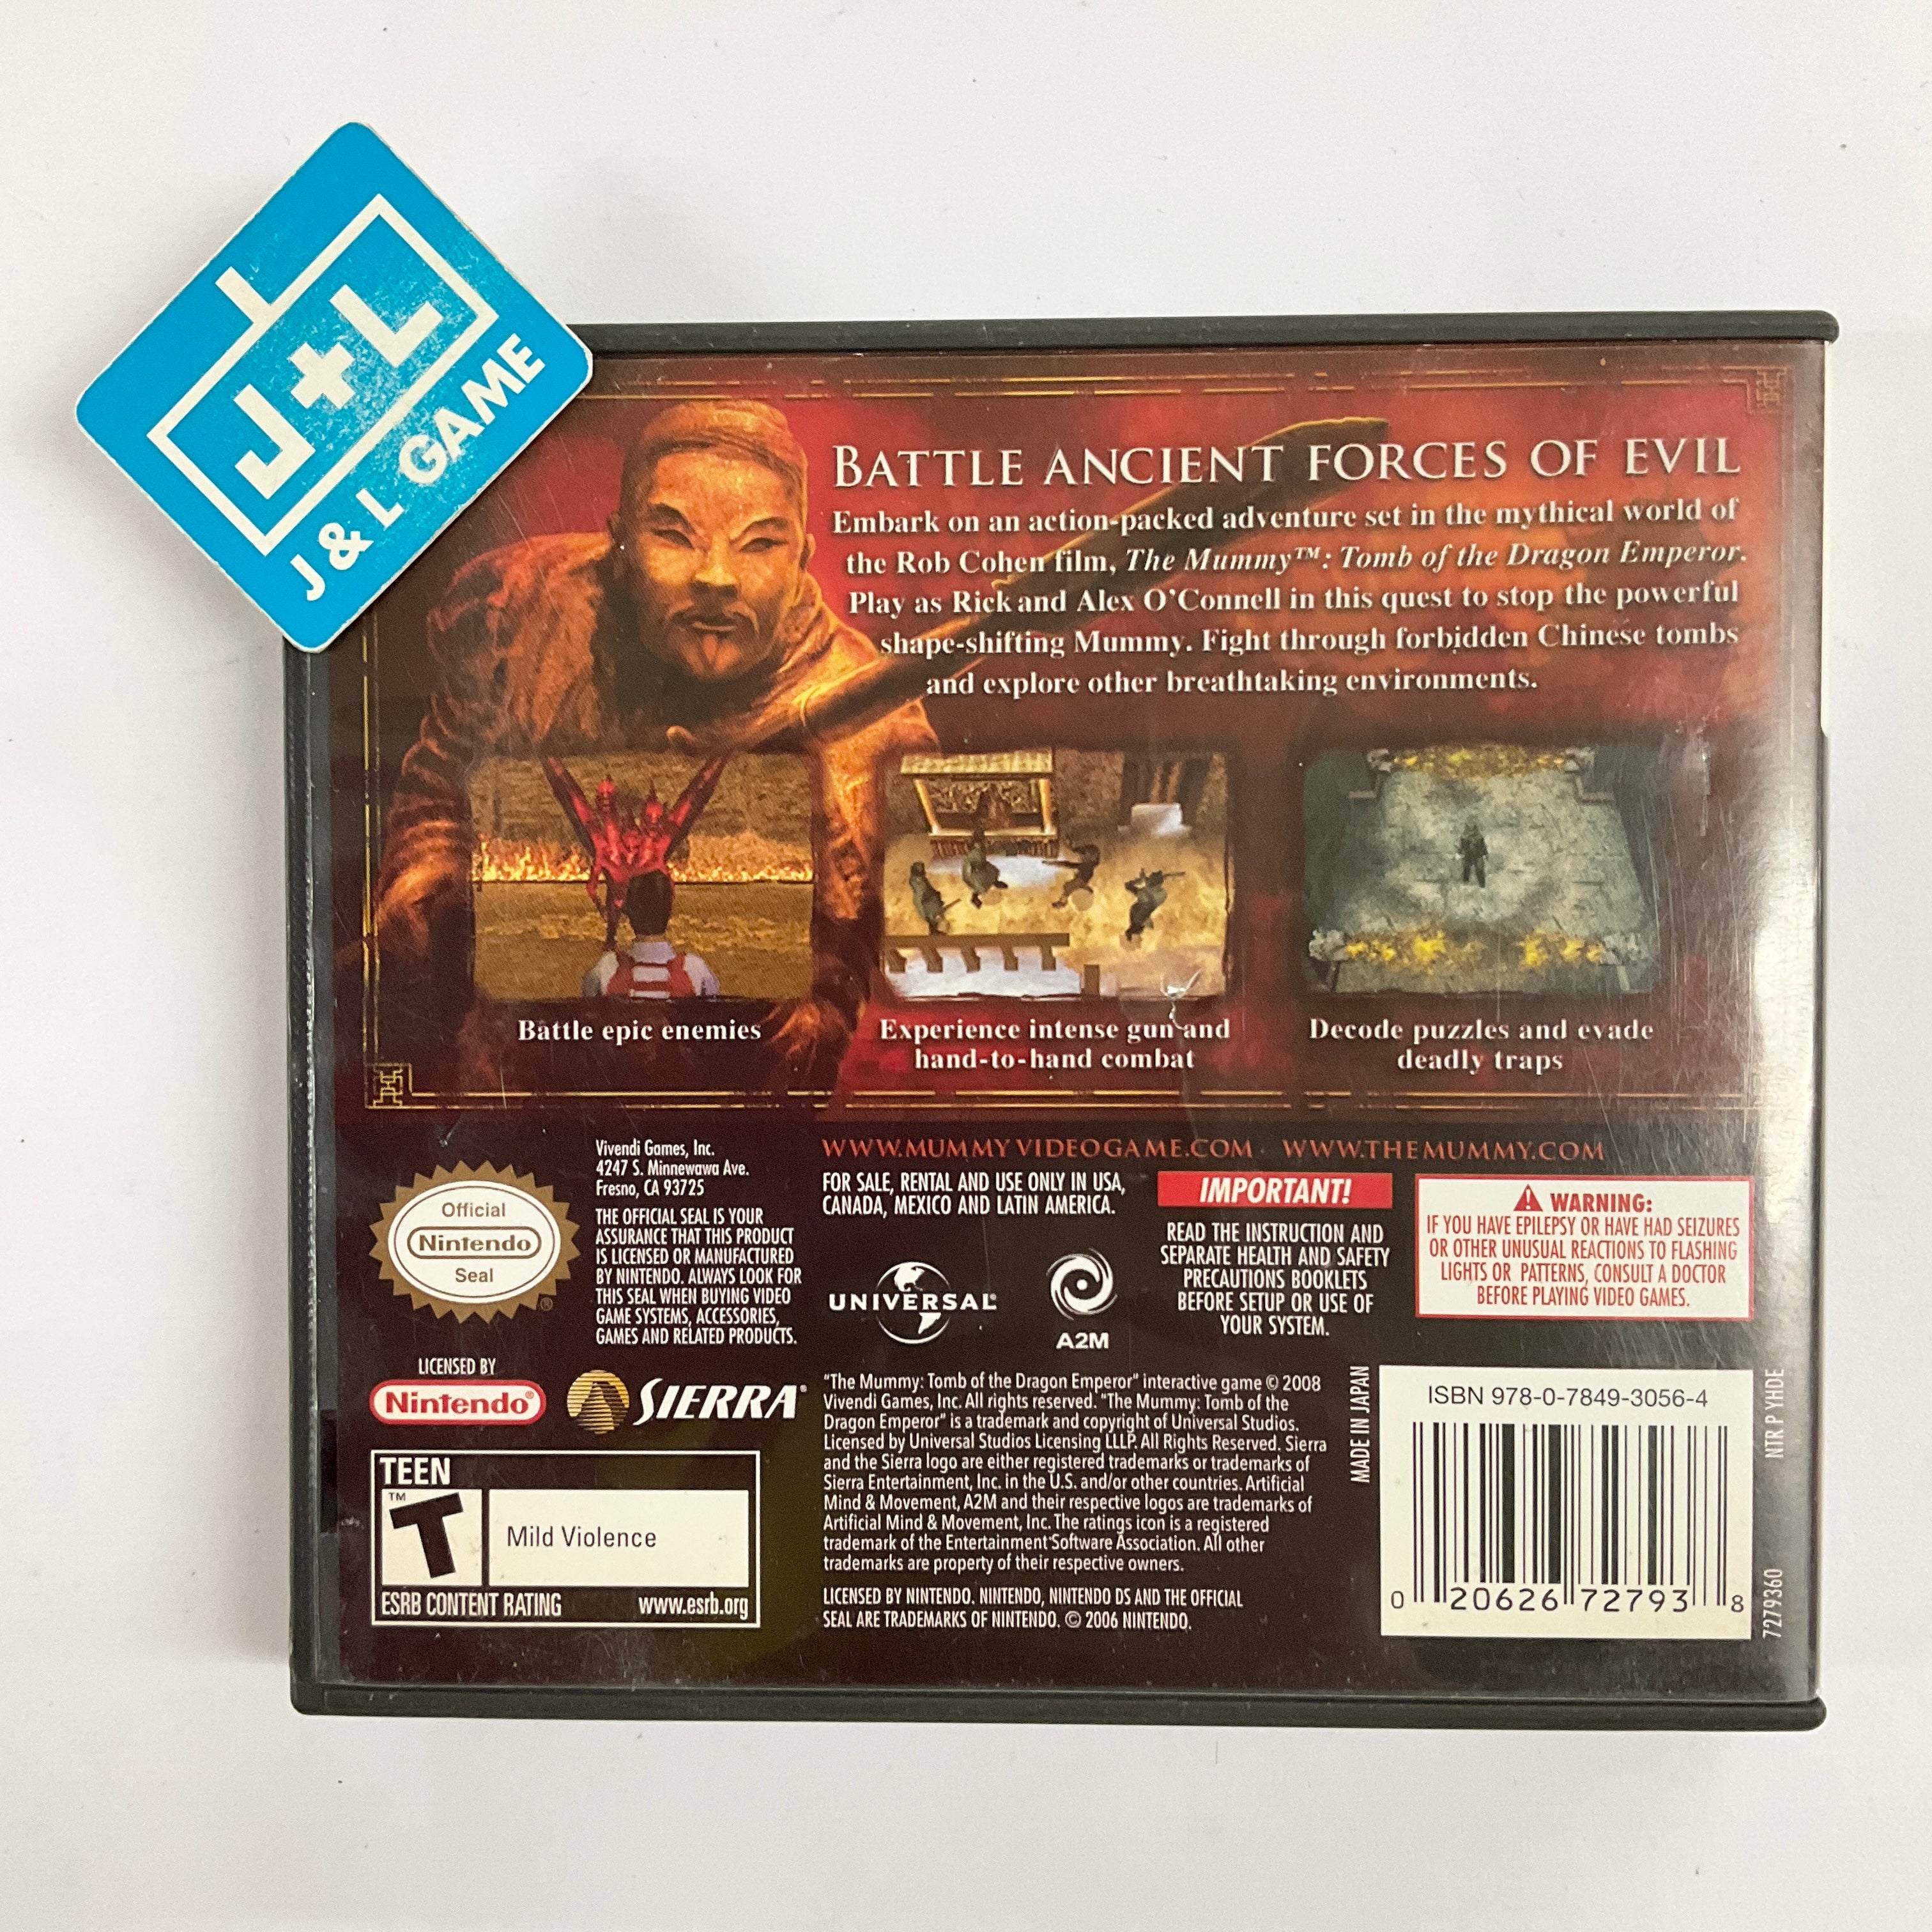 J+L
J & L GAME
BATTLE ANCIENT FORCES OF EVIL
Embark on an action-packed adventure set in the mythical world of
the Rob Cohen film, The Mummy™: Tomb of the Dragon Emperor.
Play as Rick and Alex O'Connell in this quest to stop the powerful
shape-shifting Mummy. Fight through forbidden Chinese tombs
and explore other breathtaking environments.
Battle epic enemies
Experience intense gun and
hand-to-hand combat
Decode puzzles and evade
deadly traps
Official
Nintendo
Seal
®
Vivendi Games, Inc.
4247 S. Minnewawa Ave.
Fresno, CA 93725
THE OFFICIAL SEAL IS YOUR
ASSURANCE THAT THIS PRODUCT
IS LICENSED OR MANUFACTURED
BY NINTENDO. ALWAYS LOOK FOR
THIS SEAL WHEN BUYING VIDEO
GAME SYSTEMS, ACCESSORIES,
GAMES AND RELATED PRODUCTS.
WWW.MUMMYVIDEOGAME.COM · WWW.THEMUMMY.COM
FOR SALE, RENTAL AND USE ONLY IN USA,
CANADA, MEXICO AND LATIN AMERICA.
UNIVERSAL®
A2M
IMPORTANT!
READ THE INSTRUCTION AND
SEPARATE HEALTH AND SAFETY
PRECAUTIONS BOOKLETS
BEFORE SETUP OR USE OF
YOUR SYSTEM.
WARNING:
IF YOU HAVE EPILEPSY OR HAVE HAD SEIZURES
OR OTHER UNUSUAL REACTIONS TO FLASHING
LIGHTS OR PATTERNS, CONSULT A DOCTOR
BEFORE PLAYING VIDEO GAMES.
LICENSED BY
Nintendo®
SIERRA®
TEEN
T™
Mild Violence
ESRB CONTENT RATING www.esrb.org
"The Mummy: Tomb of the Dragon Emperor" interactive game © 2008
Vivendi Games, Inc. All rights reserved. "The Mummy: Tomb of the
Dragon Emperor" is a trademark and copyright of Universal Studios.
Licensed by Universal Studios Licensing LLLP. All Rights Reserved. Sierra
and the Sierra logo are either registered trademarks or trademarks of
Sierra Entertainment, Inc. in the U.S. and/or other countries. Artificial
Mind & Movement, A2M and their respective logos are trademarks of
Artificial Mind & Movement, Inc. The ratings icon is a registered
trademark of the Entertainment Software Association. All other
trademarks are property of their respective owners.
LICENSED BY NINTENDO. NINTENDO, NINTENDO DS AND THE OFFICIAL
SEAL ARE TRADEMARKS OF NINTENDO. © 2006 NINTENDO.
MADE IN JAPAN
ISBN 978-0-7849-3056-4
0 20626 72793 8
NTR P YHDE
7279360